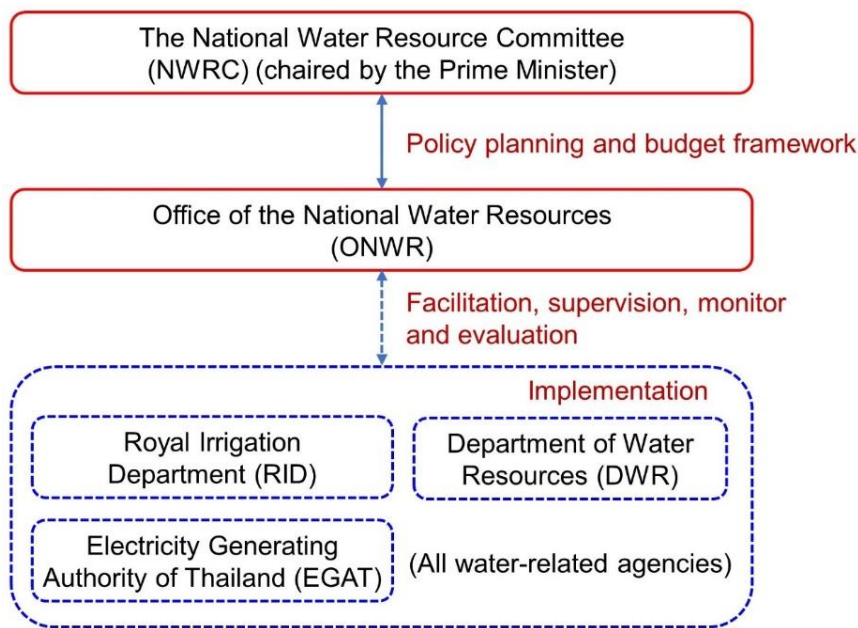 The National Water Resource Committee
(NWRC) (chaired by the Prime Minister)
Policy planning and budget framework
Office of the National Water Resources
(ONWR)
Facilitation, supervision, monitor
and evaluation
Implementation
Royal Irrigation
Department (RID)
Department of Water
Resources (DWR)
Electricity Generating
Authority of Thailand (EGAT)
(All water-related agencies)